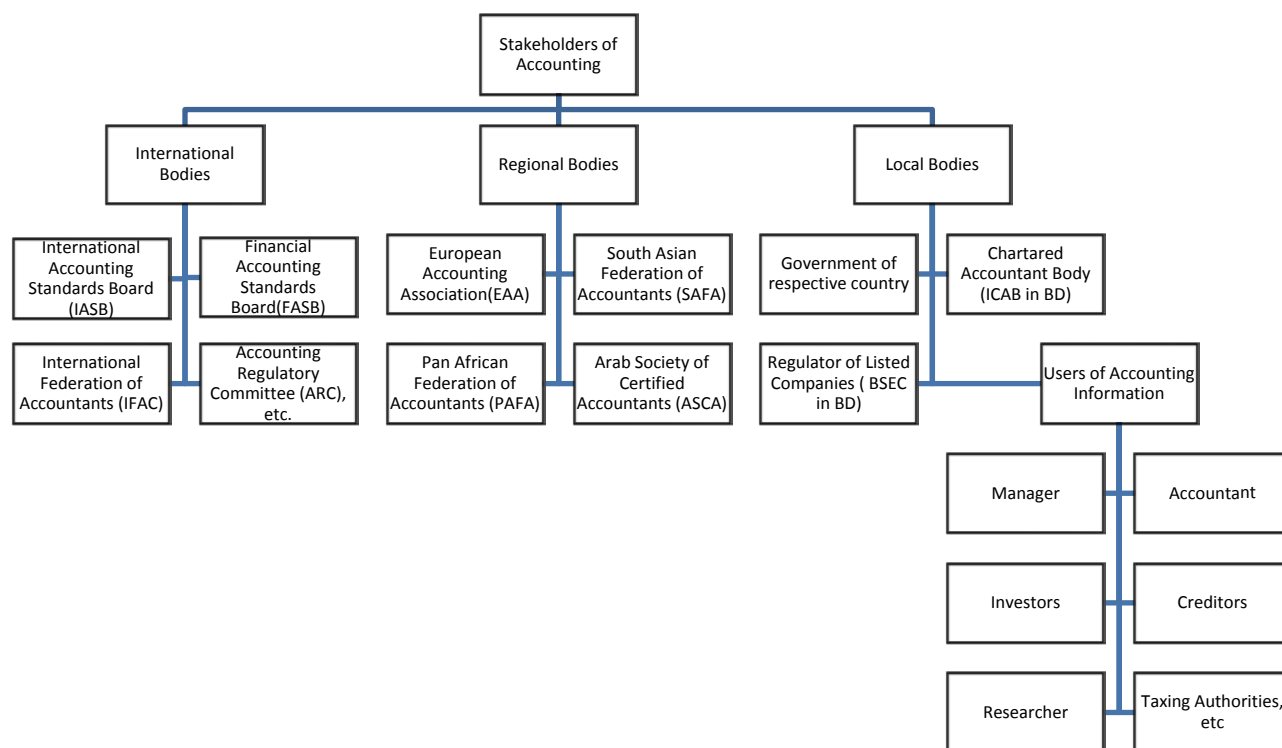 Stakeholders of
Accounting
International
Bodies
Regional Bodies
Local Bodies
International
Accounting
Standards Board
(IASB)
Financial
Accounting
Standards
Board(FASB)
European
Accounting
Association(EAA)
South Asian
Federation of
Accountants (SAFA)
Government of
respective country
Chartared
Accountant Body
(ICAB in BD)
International
Federation of
Accountants (IFAC)
Accounting
Regulatory
Committee (ARC),
etc.
Pan African
Federation of
Accountants (PAFA)
Arab Society of
Certified
Accountants (ASCA)
Regulator of Listed
Companies ( BSEC
in BD)
Users of Accounting
Information
Manager
Accountant
Investors
Creditors
Researcher
Taxing Authorities,
etc